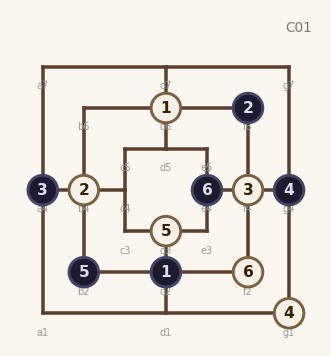 C01
a7 d7 g7
1 2
b6 d6 f6
c5 d5 e5
3 2 6 3 4
a4 b4 c4 e4 f4 g4
5
c3 d3 e3
5 1 6
b2 d2 f2
4
a1 d1 g1